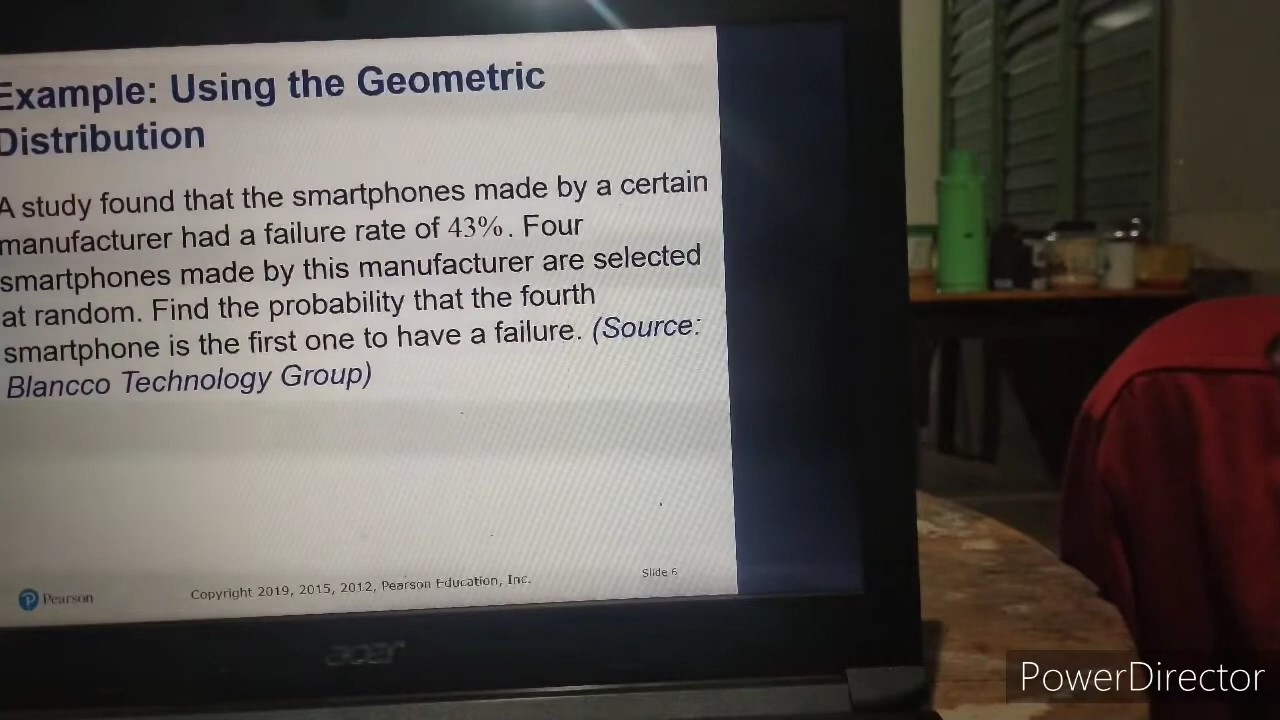 Example: Using the Geometric
Distribution
A study found that the smartphones made by a certain
manufacturer had a failure rate of 43%. Four
smartphones made by this manufacturer are selected
at random. Find the probability that the fourth
smartphone is the first one to have a failure. (Source:
Blancco Technology Group)
P Pearson
Copyright 2019, 2015, 2012, Pearson Education, Inc.
Slide 6
acer
PowerDirector